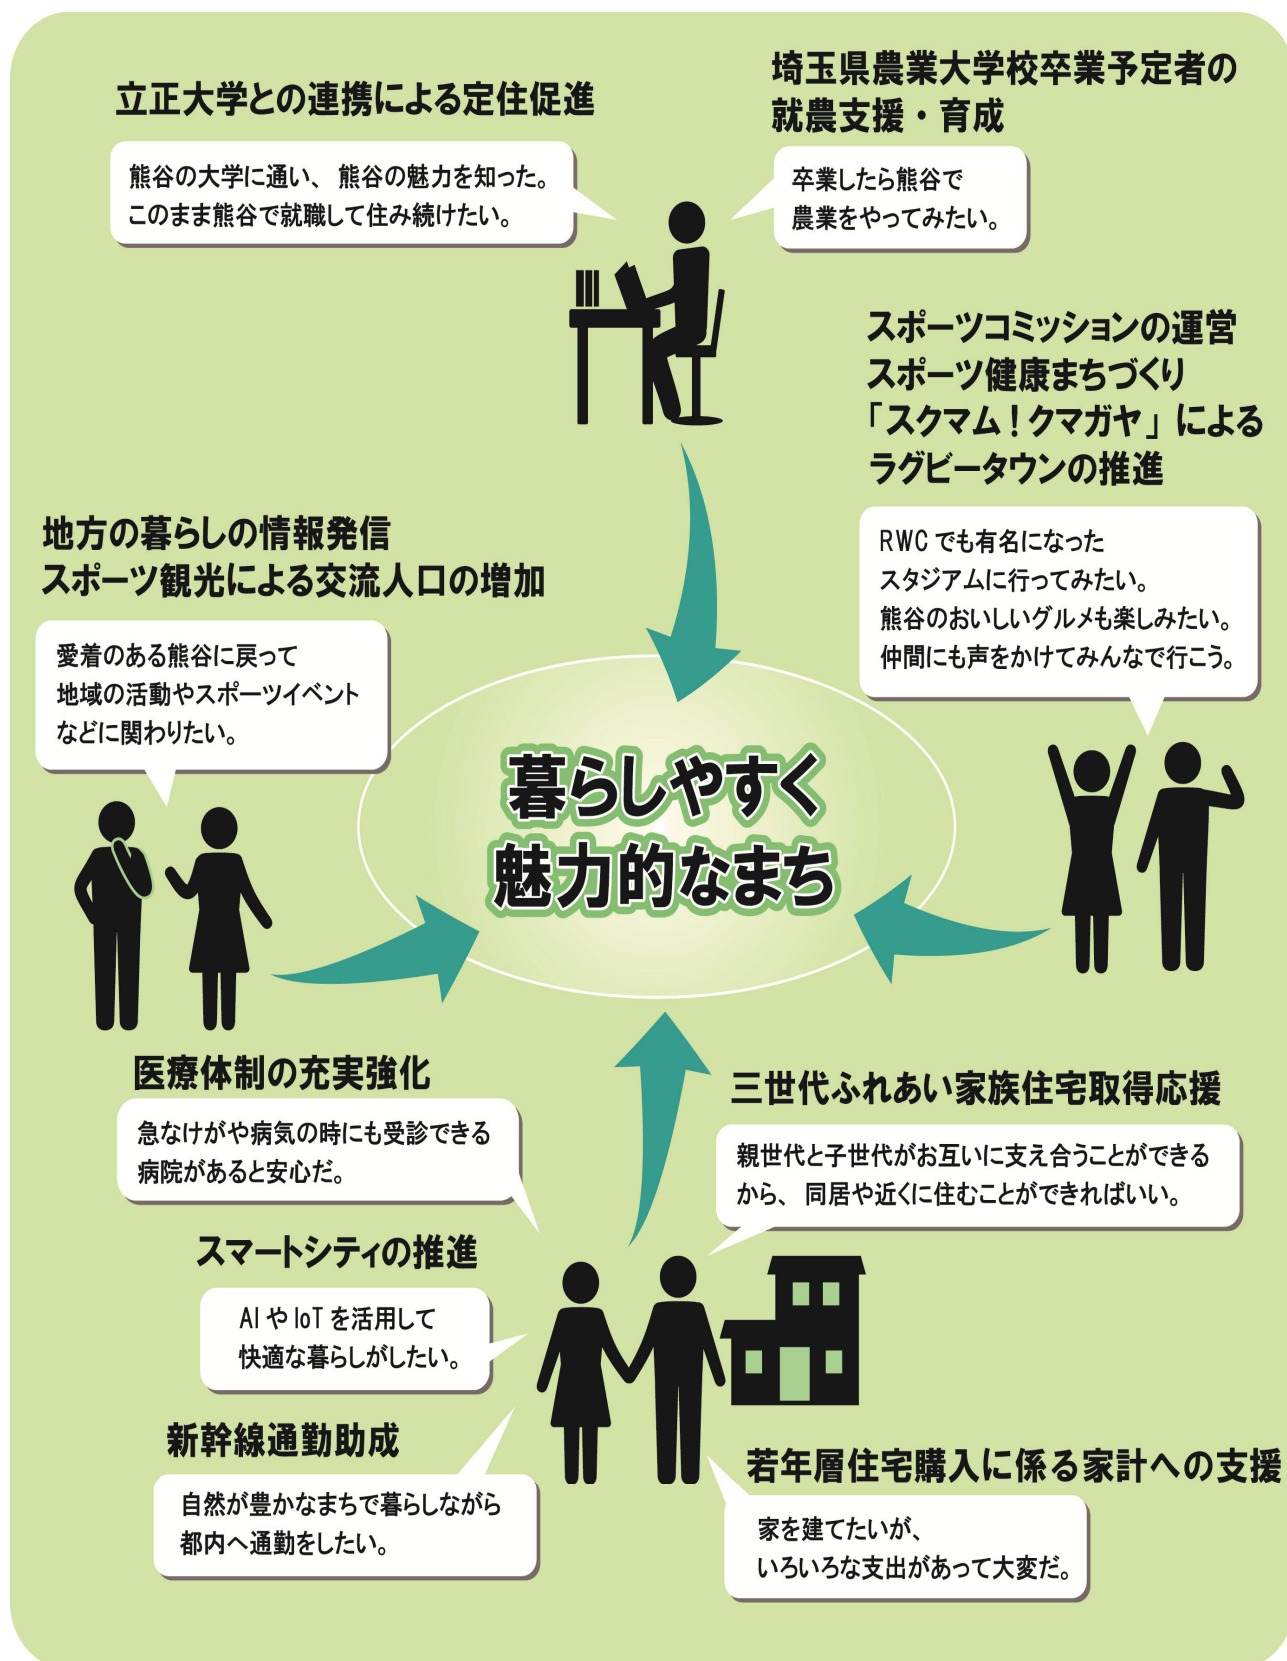 立正大学との連携による定住促進
熊谷の大学に通い、熊谷の魅力を知った。
このまま熊谷で就職して住み続けたい。
埼玉県農業大学校卒業予定者の
就農支援・育成
卒業したら熊谷で
農業をやってみたい。
スポーツコミッションの運営
スポーツ健康まちづくり
「スクマム！クマガヤ」による
ラグビータウンの推進
RWCでも有名になった
スタジアムに行ってみたい。
熊谷のおいしいグルメも楽しみたい。
仲間にも声をかけてみんなで行こう。
地方の暮らしの情報発信
スポーツ観光による交流人口の増加
愛着のある熊谷に戻って
地域の活動やスポーツイベント
などに関わりたい。
暮らしやすく
魅力的なまち
医療体制の充実強化
急なけがや病気の時にも受診できる
病院があると安心だ。
三世代ふれあい家族住宅取得応援
親世代と子世代がお互いに支え合うことができる
から、同居や近くに住むことができればいい。
スマートシティの推進
AIやIoTを活用して
快適な暮らしがしたい。
新幹線通勤助成
自然が豊かなまちで暮らしながら
都内へ通勤をしたい。
若年層住宅購入に係る家計への支援
家を建てたいが、
いろいろな支出があって大変だ。